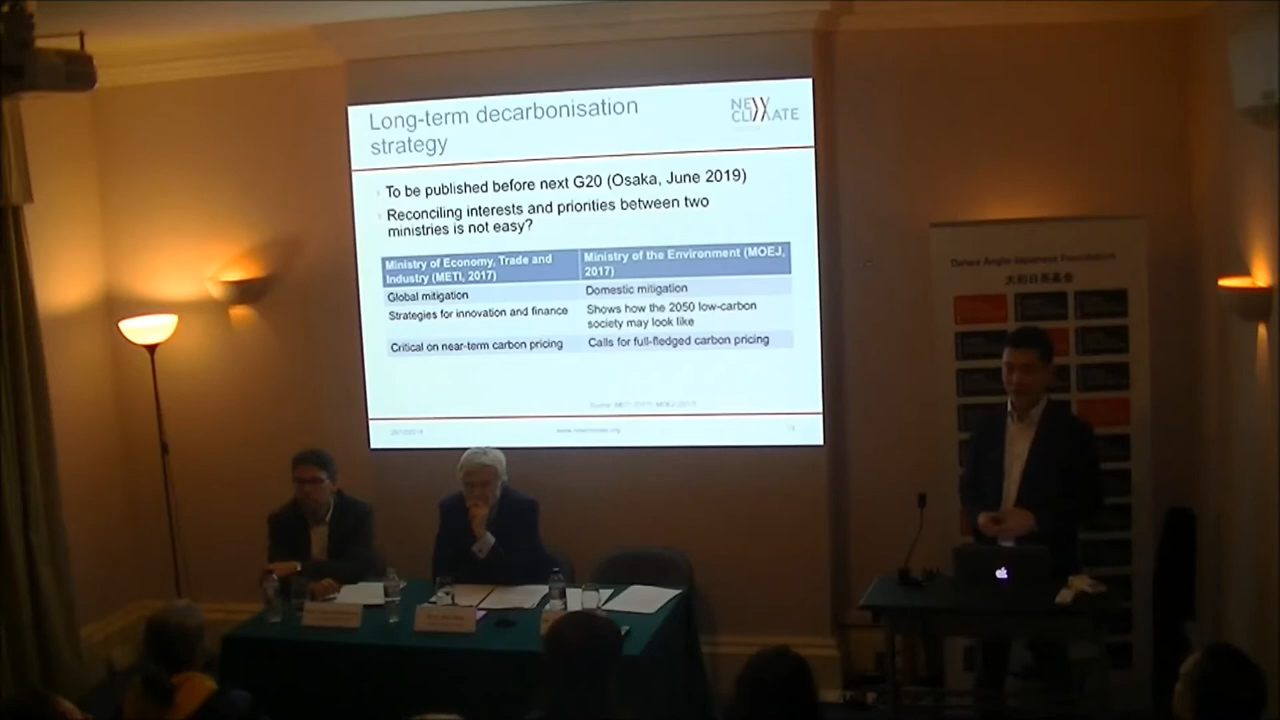 Long-term decarbonisation
strategy
NEW
CLIMATE
To be published before next G20 (Osaka, June 2019)
Reconciling interests and priorities between two
ministries is not easy?
Ministry of Economy, Trade and
Industry (METI, 2017)
Ministry of the Environment (MOEJ,
2017)
Global mitigation
Domestic mitigation
Strategies for innovation and finance
Shows how the 2050 low-carbon
society may look like
Critical on near-term carbon pricing
Calls for full-fledged carbon pricing
www.newclimate.org
Daiwa Anglo-Japanese Foundation
大和日英基金